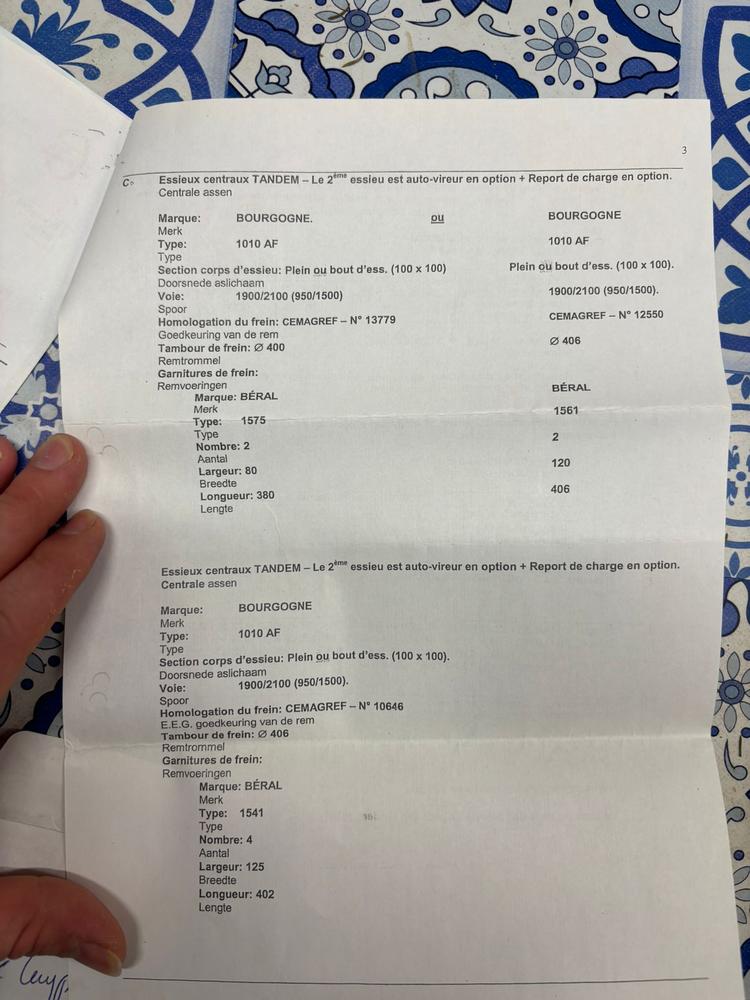 3
C° Essieux centraux TANDEM – Le 2ème essieu est auto-vireur en option + Report de charge en option.
Centrale assen
Marque: BOURGOGNE. ou BOURGOGNE
Merk
Type: 1010 AF 1010 AF
Type
Section corps d'essieu: Plein ou bout d'ess. (100 x 100) Plein ou bout d'ess. (100 x 100).
Doorsnede aslichaam
Voie: 1900/2100 (950/1500) 1900/2100 (950/1500).
Spoor
Homologation du frein: CEMAGREF – N° 13779 CEMAGREF – N° 12550
Goedkeuring van de rem
Tambour de frein: Ø 400 Ø 406
Remtrommel
Garnitures de frein:
Remvoeringen
Marque: BÉRAL BÉRAL
Merk
Type: 1575 1561
Type
Nombre: 2 2
Aantal
Largeur: 80 120
Breedte
Longueur: 380 406
Lengte
Essieux centraux TANDEM – Le 2ème essieu est auto-vireur en option + Report de charge en option.
Centrale assen
Marque: BOURGOGNE
Merk
Type: 1010 AF
Type
Section corps d'essieu: Plein ou bout d'ess. (100 x 100).
Doorsnede aslichaam
Voie: 1900/2100 (950/1500).
Spoor
Homologation du frein: CEMAGREF – N° 10646
E.E.G. goedkeuring van de rem
Tambour de frein: Ø 406
Remtrommel
Garnitures de frein:
Remvoeringen
Marque: BÉRAL
Merk
Type: 1541
Type
Nombre: 4
Aantal
Largeur: 125
Breedte
Longueur: 402
Lengte